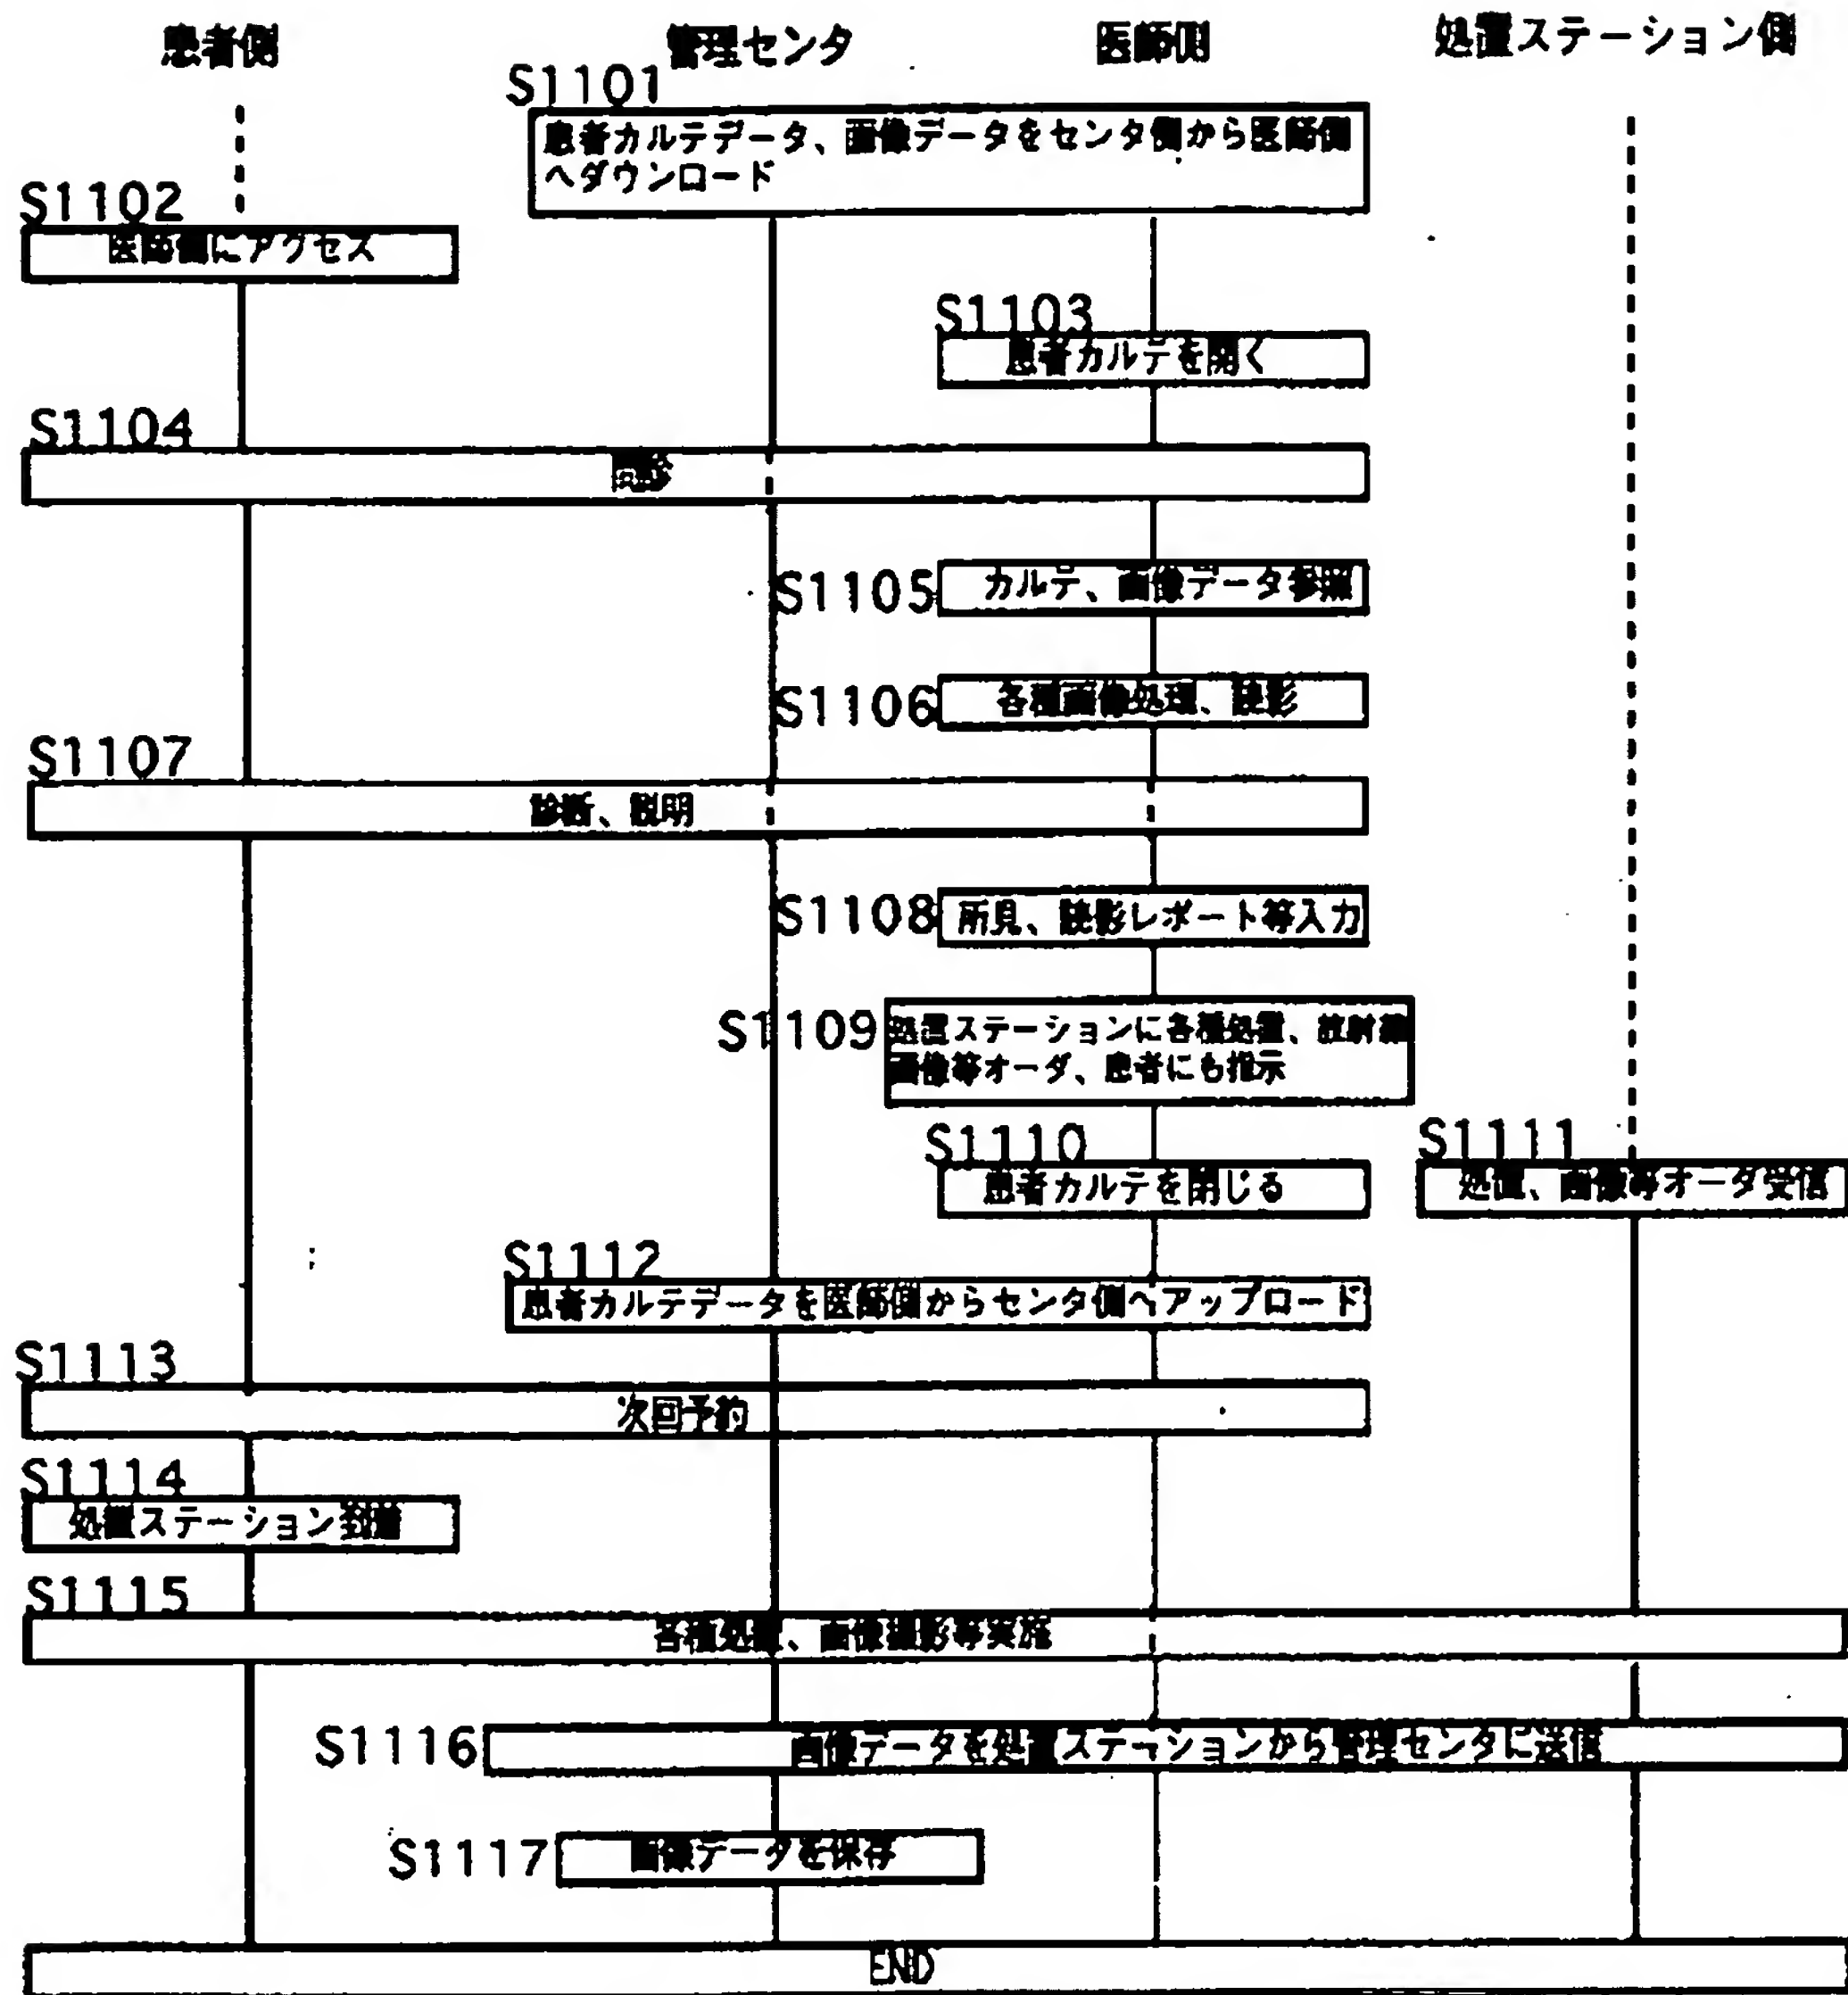 患者側
管理センタ
医師側
処置ステーション側
S1101
患者カルテデータ、画像データをセンタ側から医師側
へダウンロード
S1102
医師側にアクセス
S1103
患者カルテを開く
S1104
問診
S1105
カルテ、画像データ参照
S1106
各種画像処理、読影
S1107
診断、説明
S1108
所見、読影レポート等入力
S1109
処置ステーションに各種処置、放射線
画像等オーダ、患者にも指示
S1110
患者カルテを閉じる
S1111
処置、画像等オーダ受信
S1112
患者カルテデータを医師側からセンタ側へアップロード
S1113
次回予約
S1114
処置ステーション到着
S1115
各種処置、画像撮影等実施
S1116
画像データを処置ステーションから管理センタに送信
S1117
画像データを保存
END